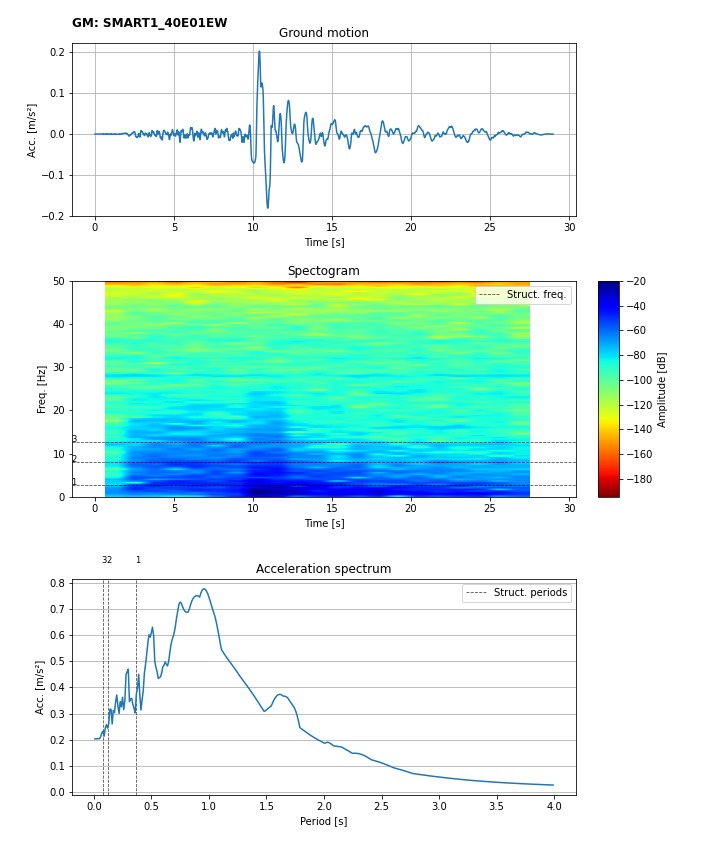 GM: SMART1_40E01EW
Ground motion
Acc. [m/s²]
0.2
0.1
0.0
−0.1
−0.2
0 5 10 15 20 25 30
Time [s]
Spectogram
Freq. [Hz]
50
40
30
20
10
0
Struct. freq.
3
2
1
0 5 10 15 20 25 30
Time [s]
−20
−40
−60
−80
−100
−120
−140
−160
−180
Amplitude [dB]
3 2 1
Acceleration spectrum
Acc. [m/s²]
0.8
0.7
0.6
0.5
0.4
0.3
0.2
0.1
0.0
Struct. periods
0.0 0.5 1.0 1.5 2.0 2.5 3.0 3.5 4.0
Period [s]